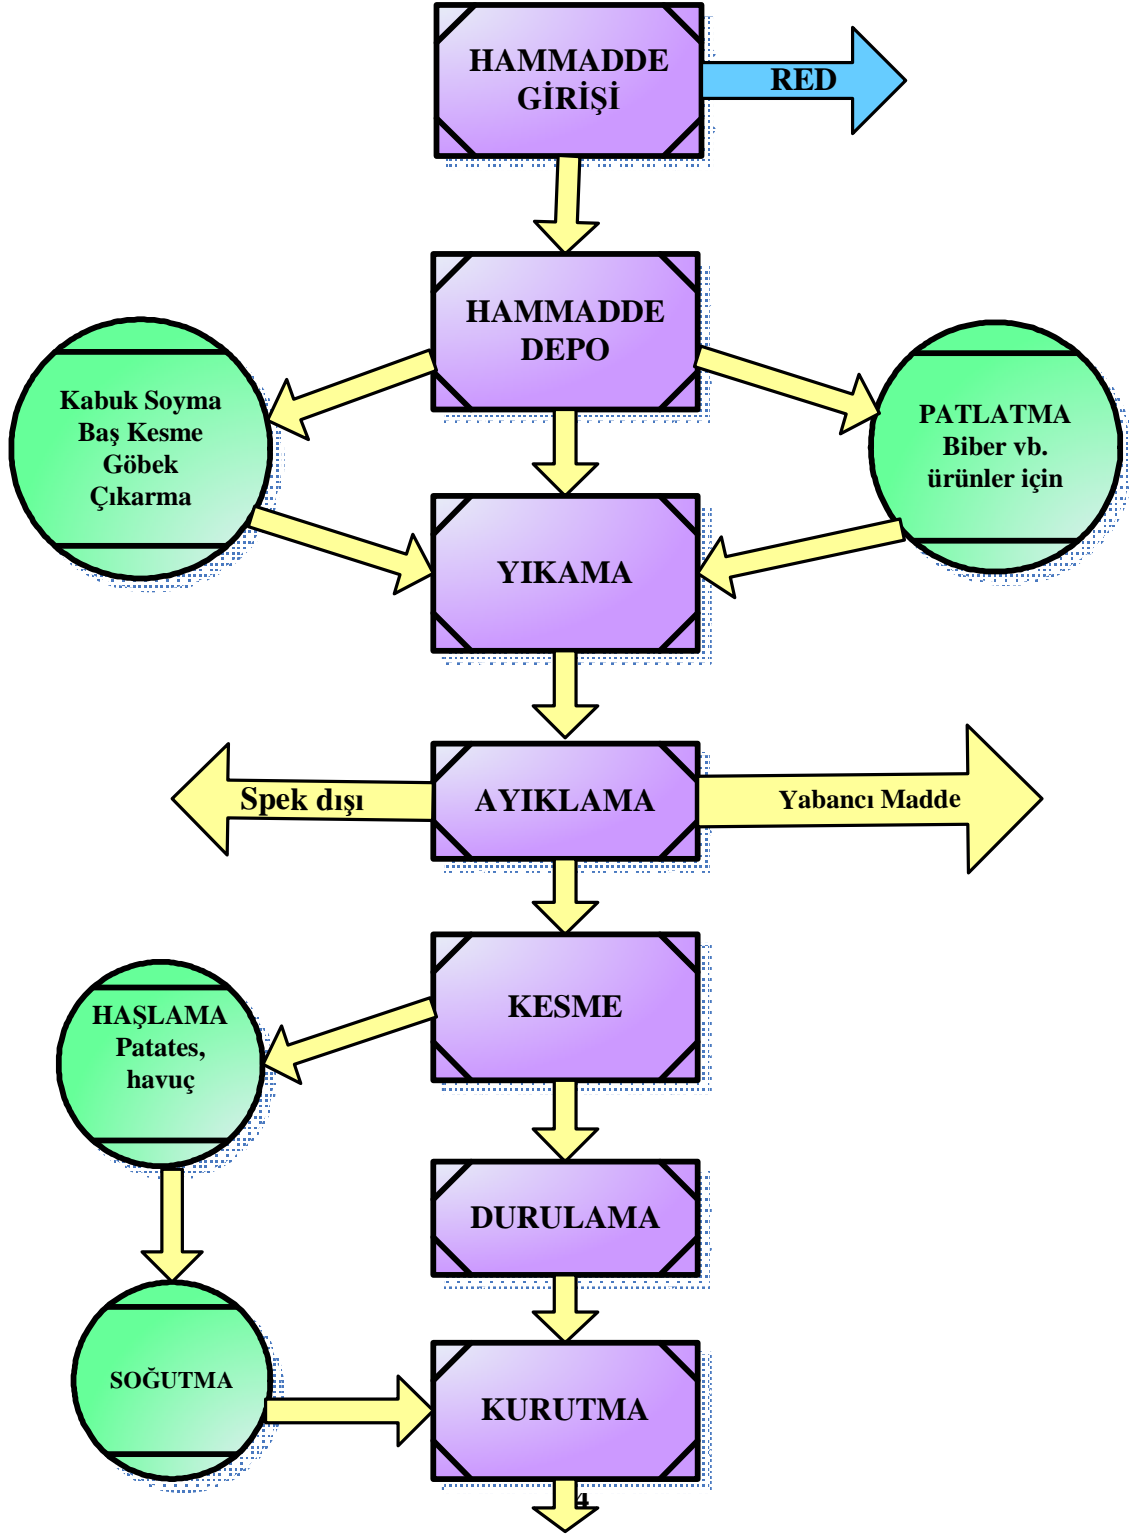 HAMMADDE
GİRİŞİ
RED
HAMMADDE
DEPO
Kabuk Soyma
Baş Kesme
Göbek
Çıkarma
PATLATMA
Biber vb.
ürünler için
YIKAMA
Spek dışı
AYIKLAMA
Yabancı Madde
KESME
HAŞLAMA
Patates,
havuç
DURULAMA
SOĞUTMA
KURUTMA
4